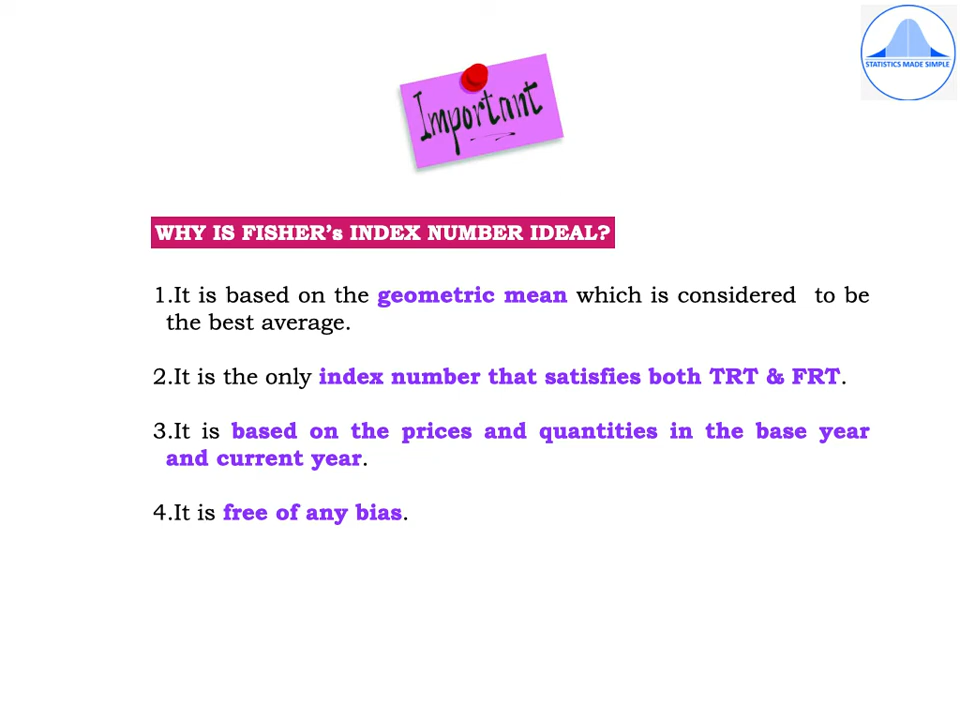 STATISTICS MADE SIMPLE
Important
WHY IS FISHER's INDEX NUMBER IDEAL?
1.It is based on the geometric mean which is considered to be
the best average.
2.It is the only index number that satisfies both TRT & FRT.
3.It is based on the prices and quantities in the base year
and current year.
4.It is free of any bias.